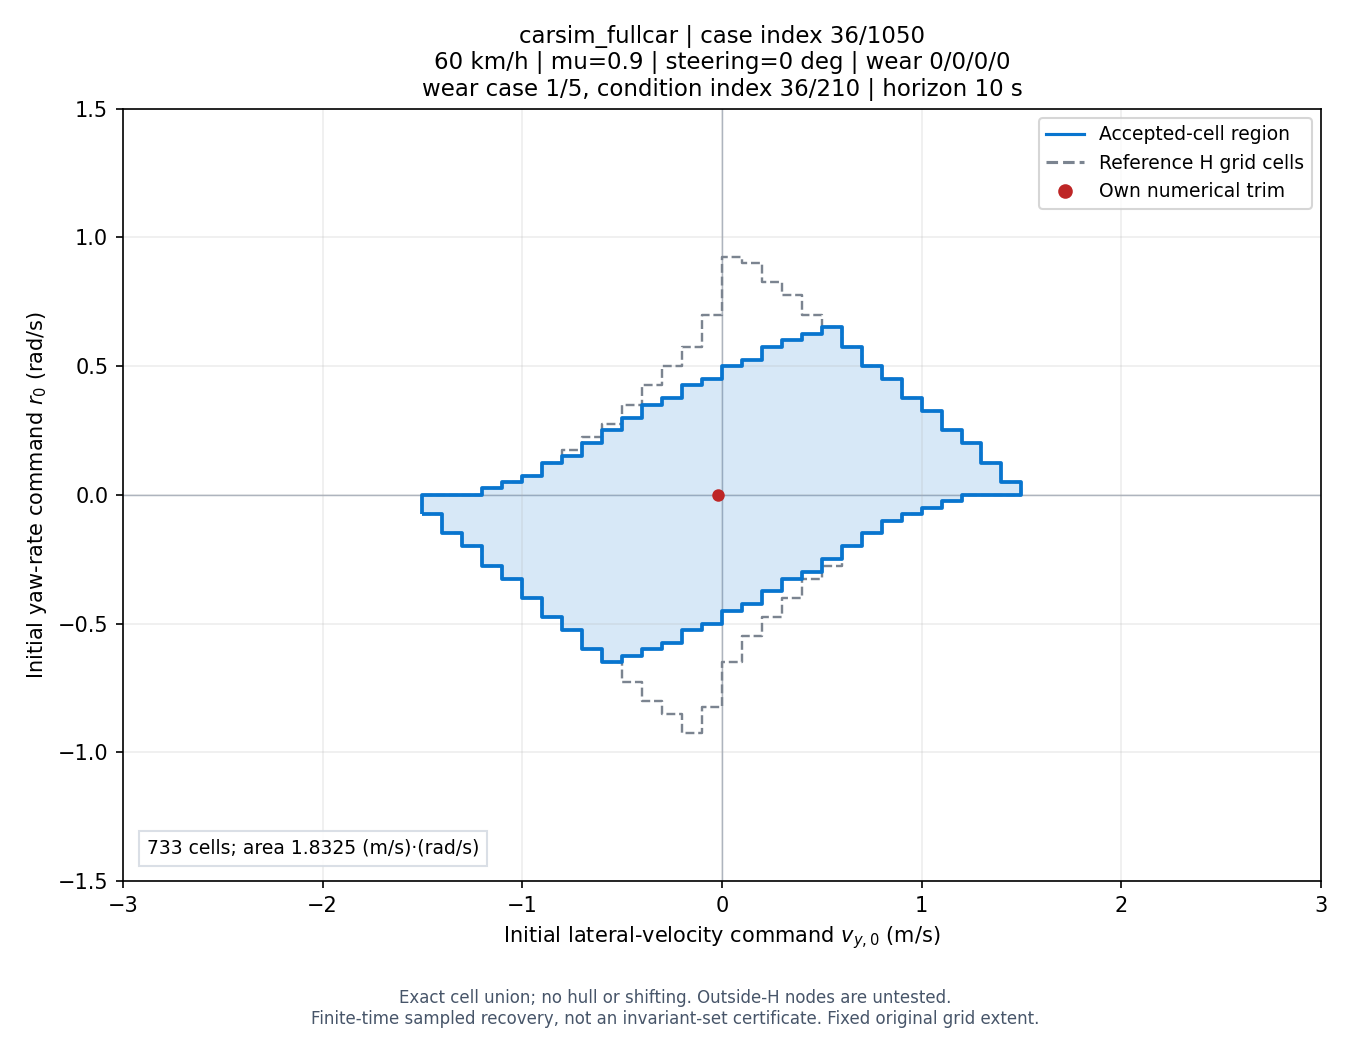 carsim_fullcar | case index 36/1050
60 km/h | mu=0.9 | steering=0 deg | wear 0/0/0/0
wear case 1/5, condition index 36/210 | horizon 10 s
Accepted-cell region
Reference H grid cells
Own numerical trim
1.5
1.0
0.5
0.0
−0.5
−1.0
−1.5
Initial yaw-rate command r0 (rad/s)
733 cells; area 1.8325 (m/s)·(rad/s)
−3
−2
−1
0
1
2
3
Initial lateral-velocity command vy,0 (m/s)
Exact cell union; no hull or shifting. Outside-H nodes are untested.
Finite-time sampled recovery, not an invariant-set certificate. Fixed original grid extent.